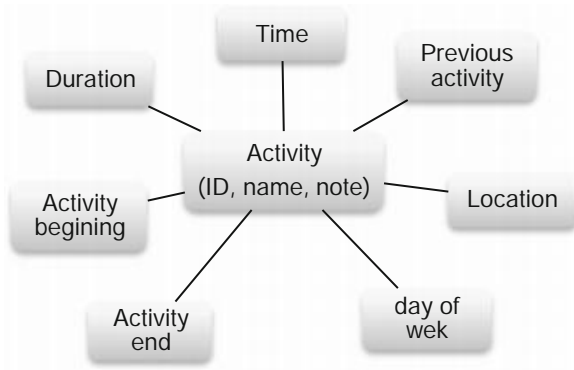 Time
Previous
activity
Duration
Activity
(ID, name, note)
Activity
begining
Location
Activity
end
day of
wek